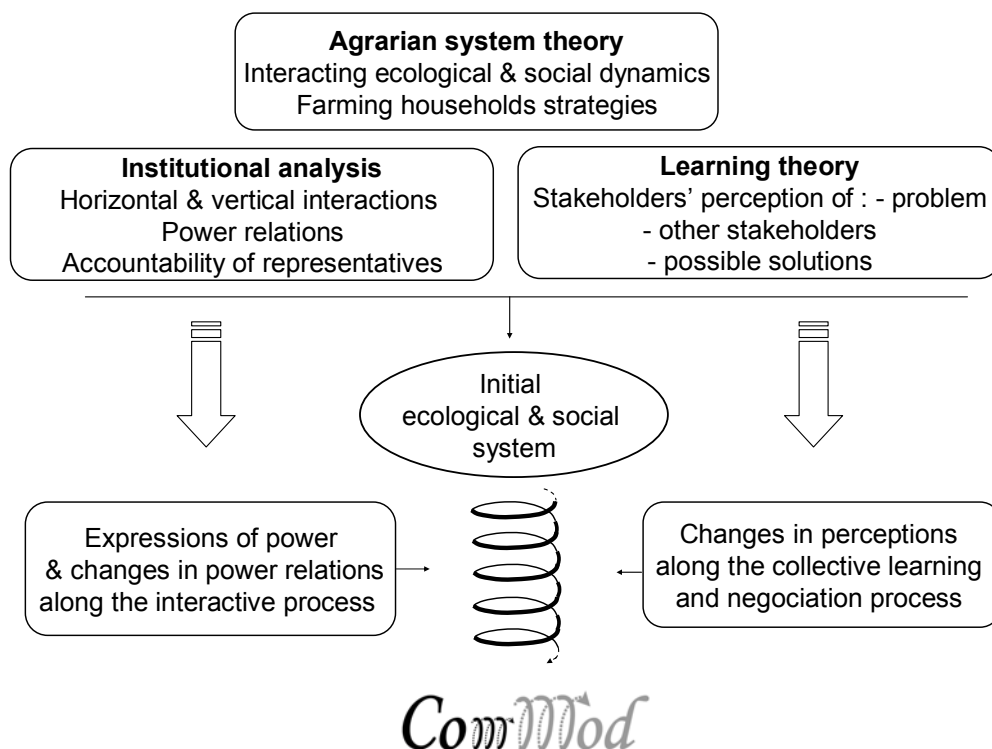 Agrarian system theory
Interacting ecological & social dynamics
Farming households strategies
Institutional analysis
Horizontal & vertical interactions
Power relations
Accountability of representatives
Learning theory
Stakeholders' perception of : - problem
- other stakeholders
- possible solutions
Initial
ecological & social
system
Expressions of power
& changes in power relations
along the interactive process
Changes in perceptions
along the collective learning
and negociation process
ComMod